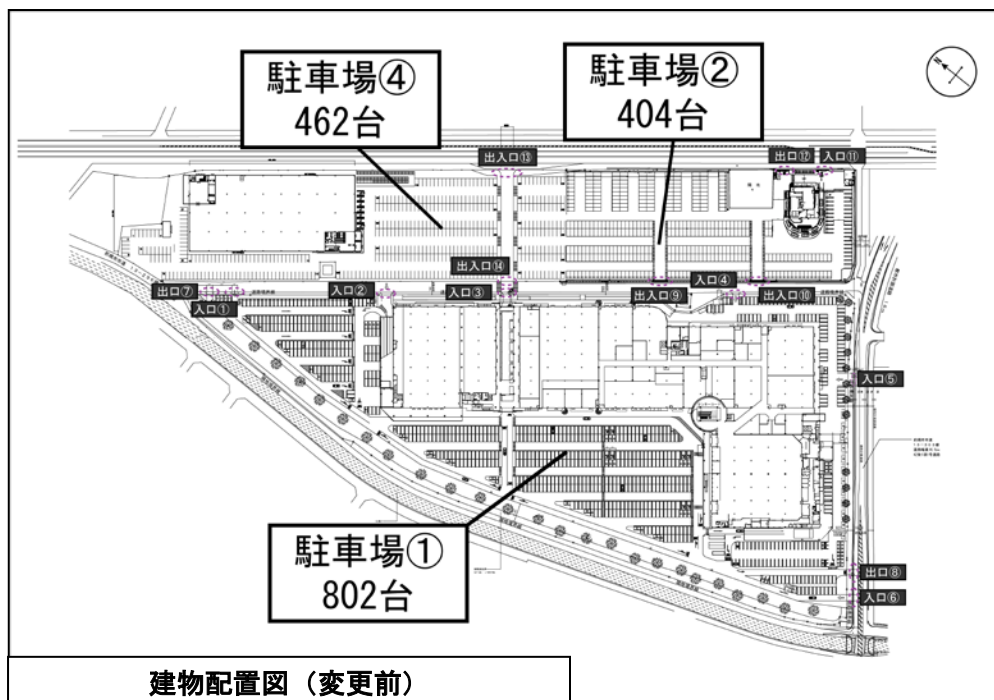 駐車場④
462台
駐車場②
404台
N
出入口⑬
出口⑫
入口⑪
出入口⑭
出口⑦
入口①
入口②
入口③
出入口⑨
入口④
出入口⑩
入口⑤
駐車場①
802台
出口⑧
入口⑥
建物配置図（変更前）